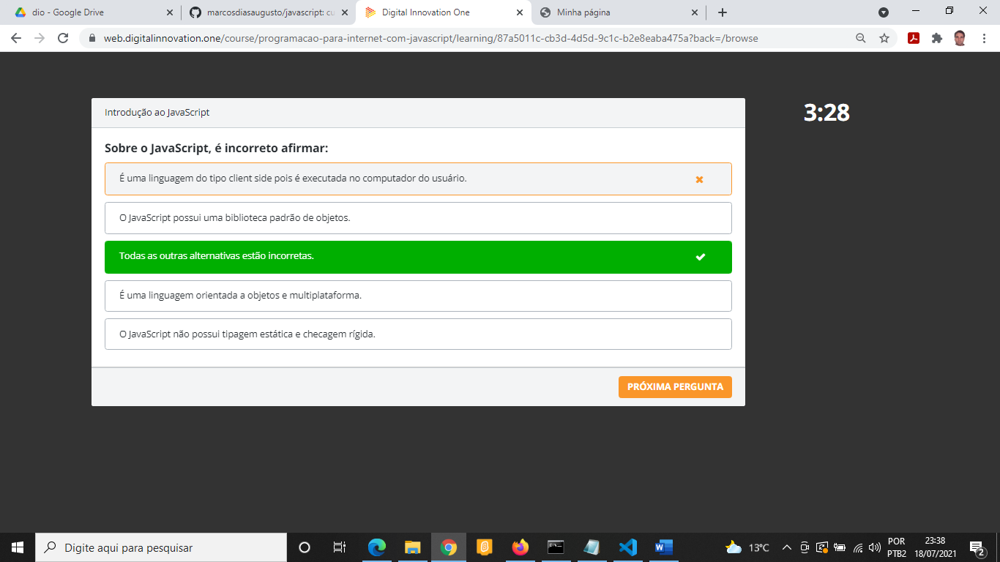 dio - Google Drive
marcosdiasaugusto/javascript: cu
Digital Innovation One
Minha página
web.digitalinnovation.one/course/programacao-para-internet-com-javascript/learning/87a5011c-cb3d-4d5d-9c1c-b2e8eaba475a?back=/browse
Introdução ao JavaScript
3:28
Sobre o JavaScript, é incorreto afirmar:
É uma linguagem do tipo client side pois é executada no computador do usuário.
O JavaScript possui uma biblioteca padrão de objetos.
Todas as outras alternativas estão incorretas.
É uma linguagem orientada a objetos e multiplataforma.
O JavaScript não possui tipagem estática e checagem rígida.
PRÓXIMA PERGUNTA
Digite aqui para pesquisar
13°C
POR
PTB2
23:38
18/07/2021
2